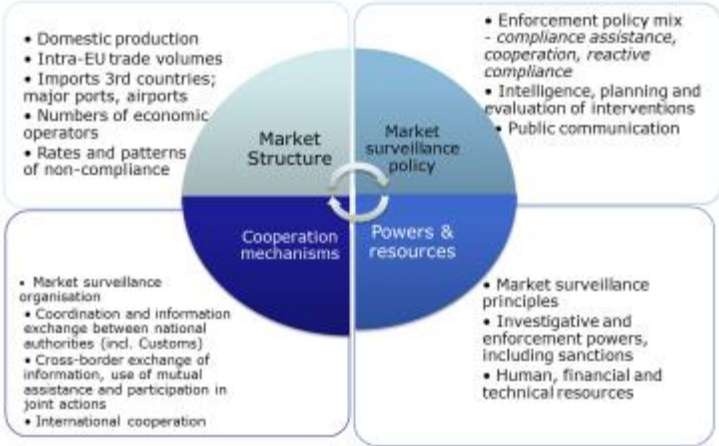 • Domestic production
• Intra-EU trade volumes
• Imports 3rd countries;
major ports, airports
• Numbers of economic
operators
• Rates and patterns
of non-compliance
• Enforcement policy mix
- compliance assistance,
cooperation, reactive
compliance
• Intelligence, planning and
evaluation of interventions
• Public communication
Market
Structure
Market
surveillance
policy
Cooperation
mechanisms
Powers &
resources
• Market surveillance
organisation
• Coordination and information
exchange between national
authorities (incl. Customs)
• Cross-border exchange of
information, use of mutual
assistance and participation in
joint actions
• International cooperation
• Market surveillance
principles
• Investigative and
enforcement powers,
including sanctions
• Human, financial and
technical resources